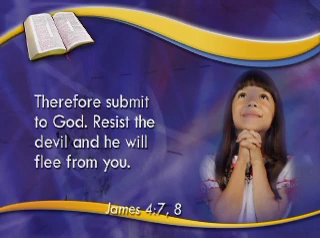 Therefore submit
to God. Resist the
devil and he will
flee from you.
James 4:7, 8